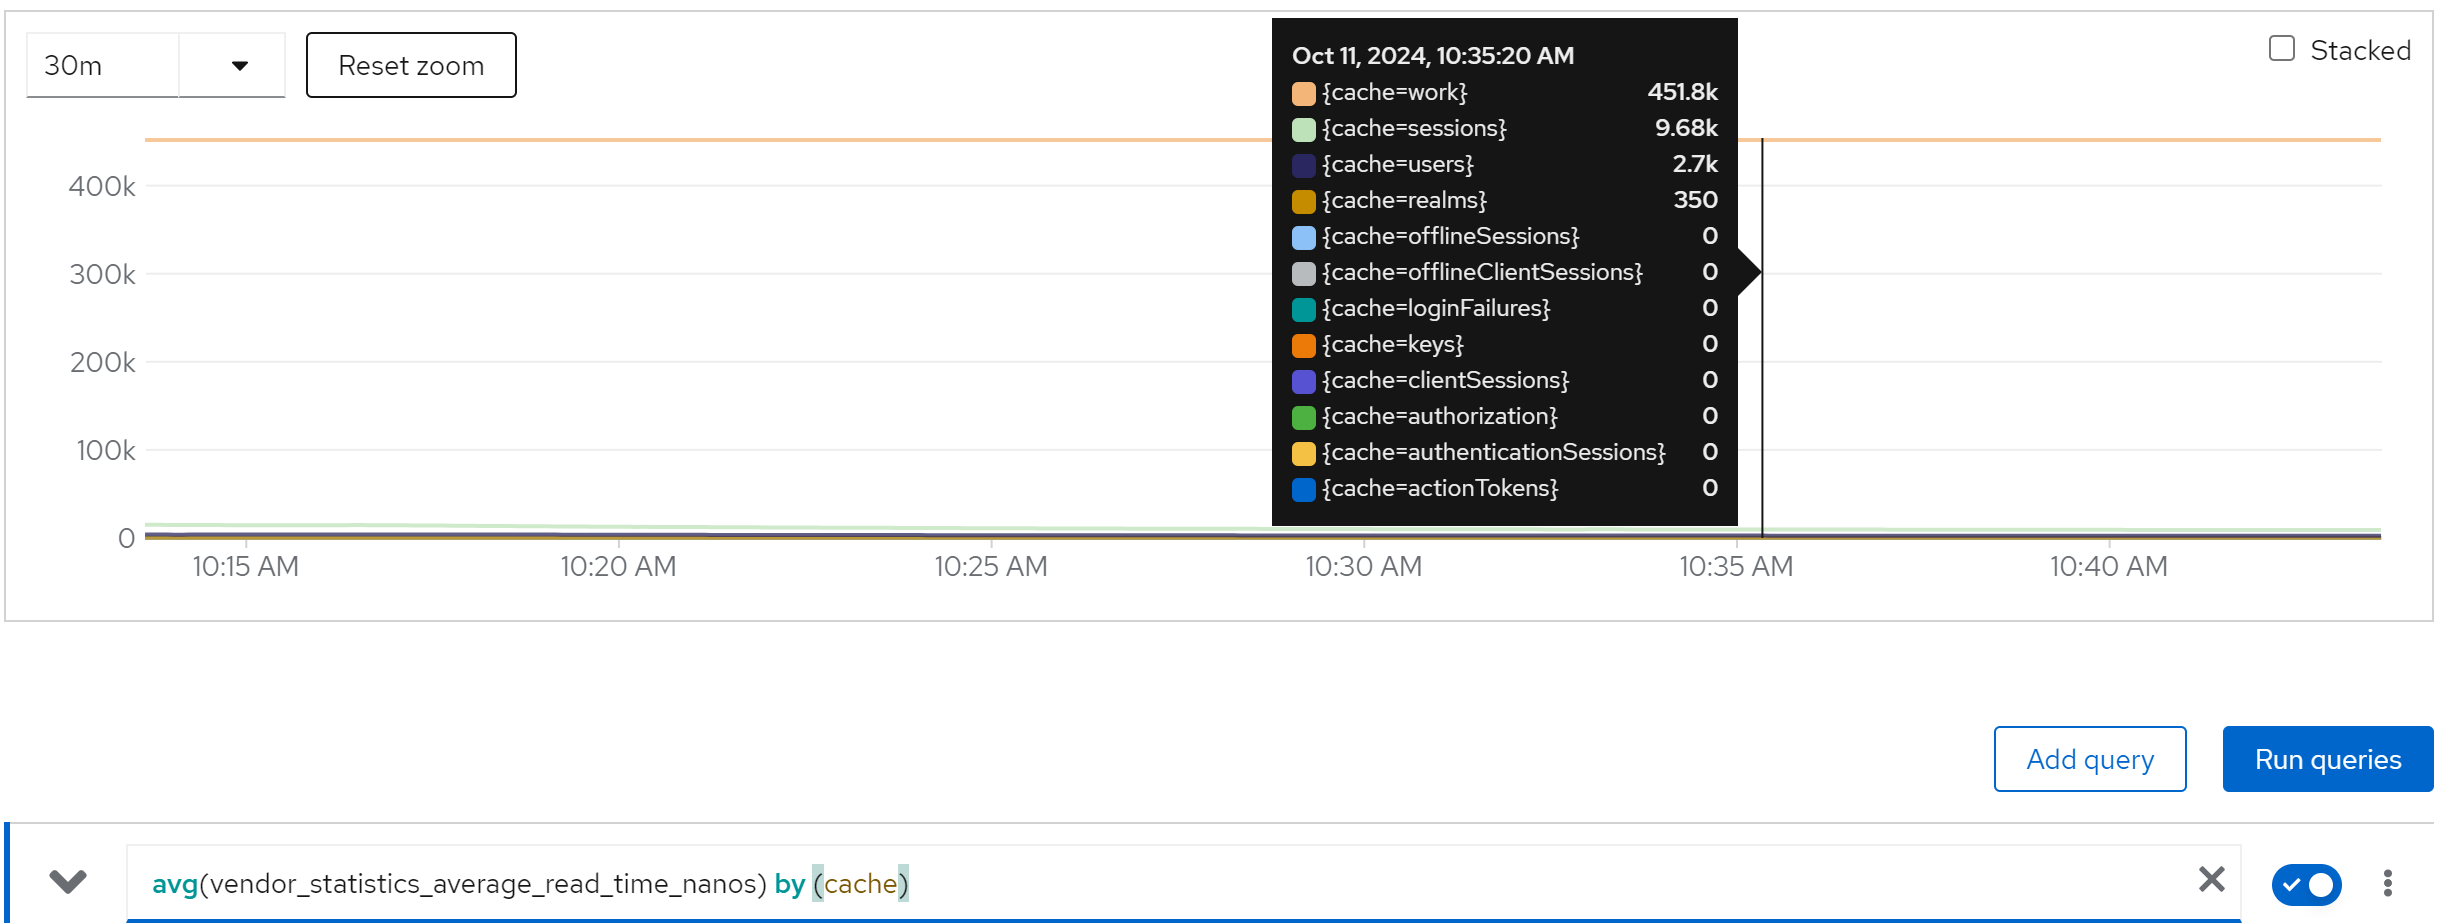 30m
Reset zoom
Stacked
Oct 11, 2024, 10:35:20 AM
{cache=work} 451.8k
{cache=sessions} 9.68k
{cache=users} 2.7k
{cache=realms} 350
{cache=offlineSessions} 0
{cache=offlineClientSessions} 0
{cache=loginFailures} 0
{cache=keys} 0
{cache=clientSessions} 0
{cache=authorization} 0
{cache=authenticationSessions} 0
{cache=actionTokens} 0
400k
300k
200k
100k
0
10:15 AM 10:20 AM 10:25 AM 10:30 AM 10:35 AM 10:40 AM
Add query
Run queries
avg(vendor_statistics_average_read_time_nanos) by (cache)